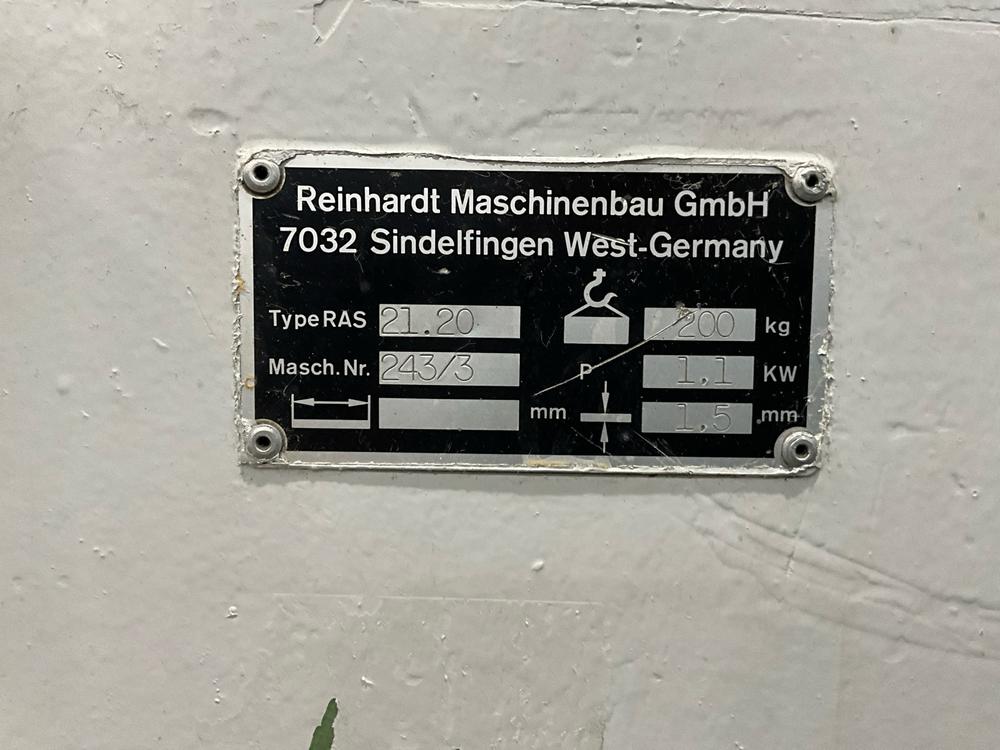 Reinhardt Maschinenbau GmbH
7032 Sindelfingen West-Germany
Type RAS 21.20 200 kg
Masch.Nr. 243/3 P 1,1 KW
mm 1,5 mm